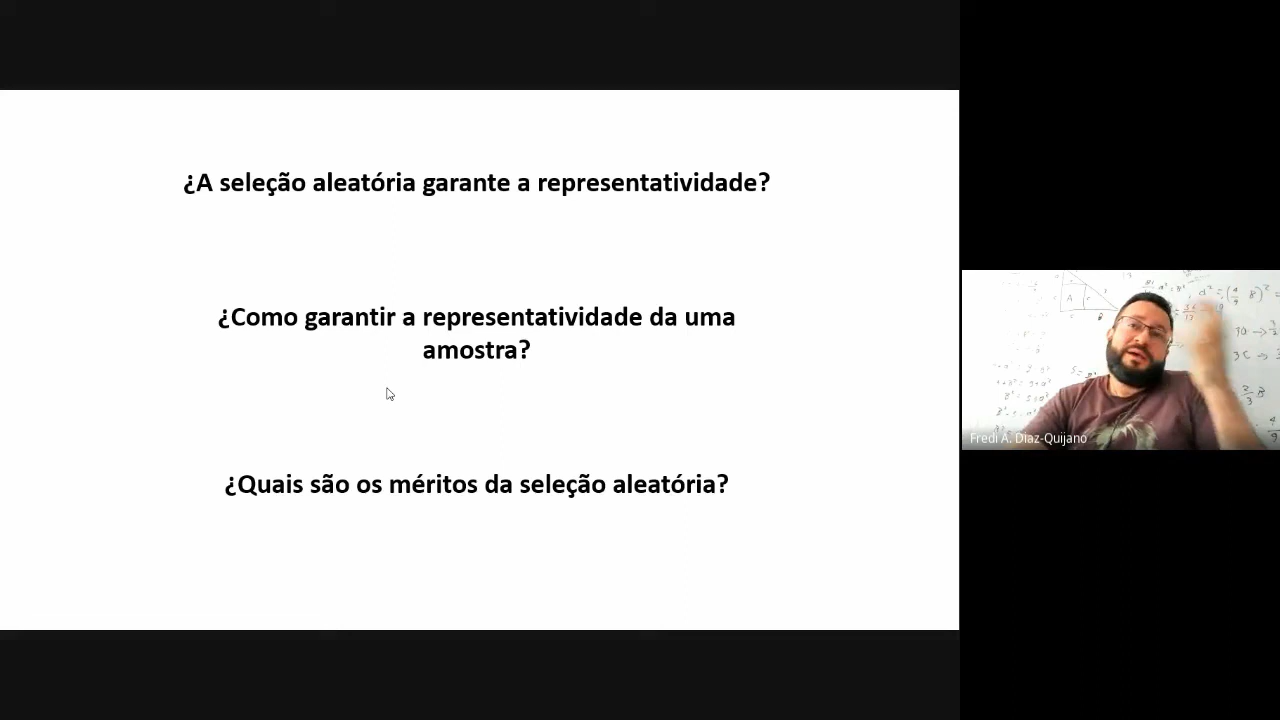 ¿A seleção aleatória garante a representatividade?
¿Como garantir a representatividade da uma
amostra?
¿Quais são os méritos da seleção aleatória?
Fredi A. Diaz-Quijano